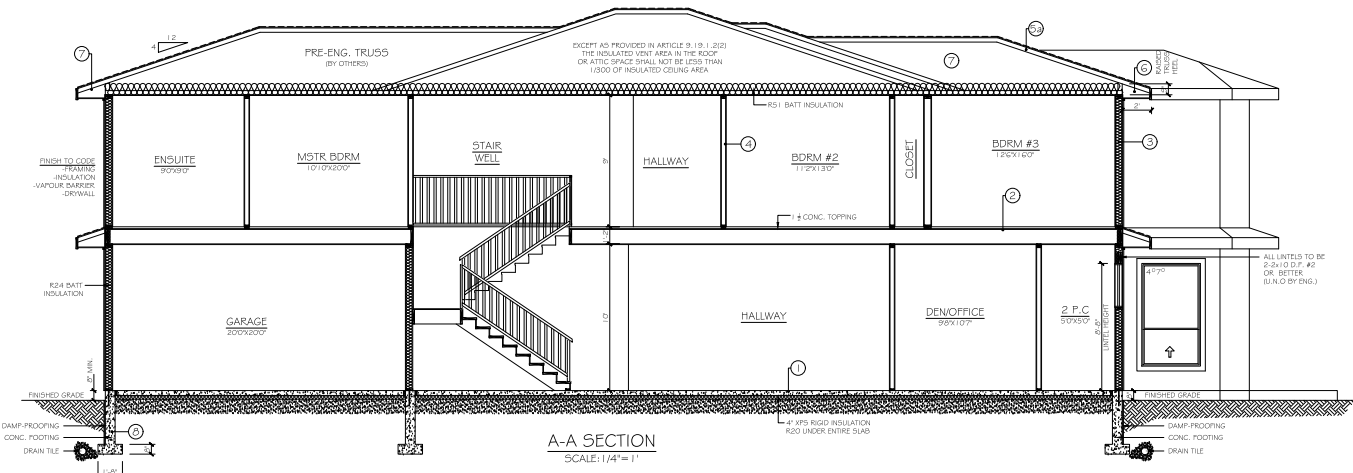 12
4
7
PRE-ENG. TRUSS
(BY OTHERS)
EXCEPT AS PROVIDED IN ARTICLE 9.19.1.2(2)
THE INSULATED VENT AREA IN THE ROOF
OR ATTIC SPACE SHALL NOT BE LESS THAN
1/300 OF INSULATED CEILING AREA
5a
7
6
RAISED
TRUSS
HEEL
R51 BATT INSULATION
2'
FINISH TO CODE
-FRAMING
-INSULATION
-VAPOUR BARRIER
-DRYWALL
ENSUITE
9'0"X9'0"
MSTR BDRM
10'10"X20'0"
STAIR
WELL
9'
HALLWAY
4
BDRM #2
11'2"X13'0"
CLOSET
BDRM #3
12'6"X16'0"
3
2
1 ½ CONC. TOPPING
1'-2"
ALL LINTELS TO BE
2-2x10 D.F. #2
OR BETTER
(U.N.O BY ENG.)
R24 BATT
INSULATION
GARAGE
20'0"X20'0"
10'
HALLWAY
DEN/OFFICE
9'8"X10'7"
2 P.C
5'0"X5'0"
8'-8"
LINTEL HEIGHT
4⁰7⁰
8" MIN.
1
FINISHED GRADE
FINISHED GRADE
DAMP-PROOFING
CONC. FOOTING
DRAIN TILE
8
1'-8"
A-A SECTION
SCALE: 1/4" = 1'
4" XPS RIGID INSULATION
R20 UNDER ENTIRE SLAB
DAMP-PROOFING
CONC. FOOTING
DRAIN TILE